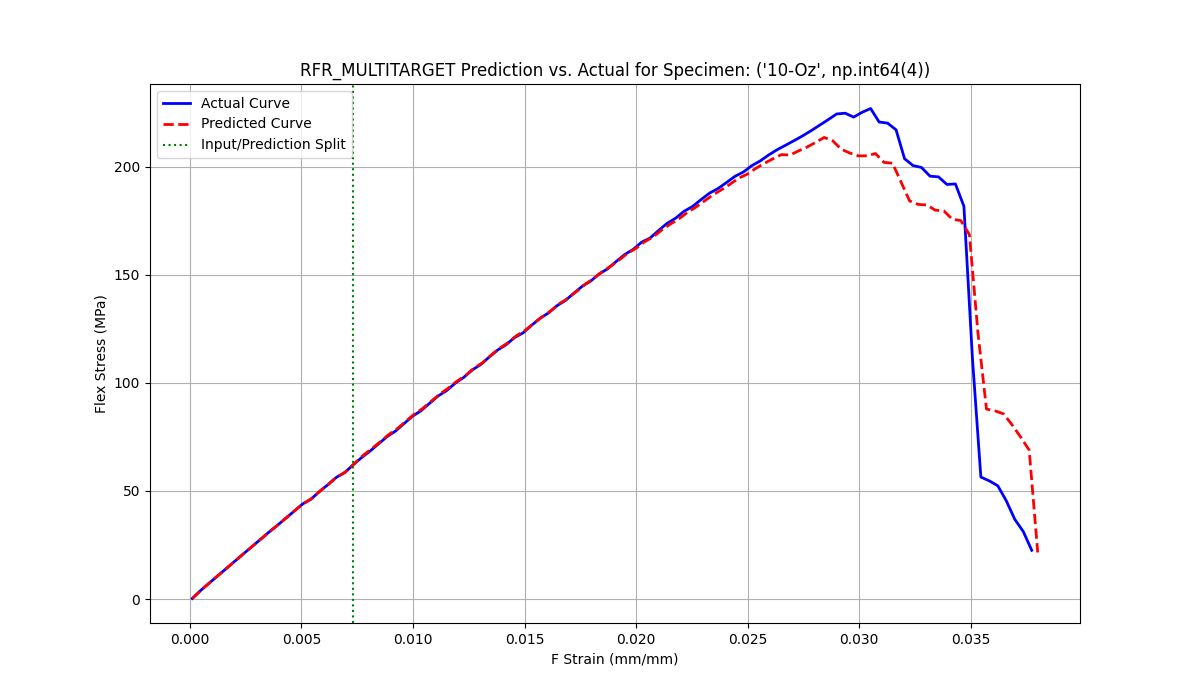 RFR_MULTITARGET Prediction vs. Actual for Specimen: ('10-Oz', np.int64(4))
Actual Curve
Predicted Curve
Input/Prediction Split
200
150
100
50
0
Flex Stress (MPa)
0.000 0.005 0.010 0.015 0.020 0.025 0.030 0.035
F Strain (mm/mm)